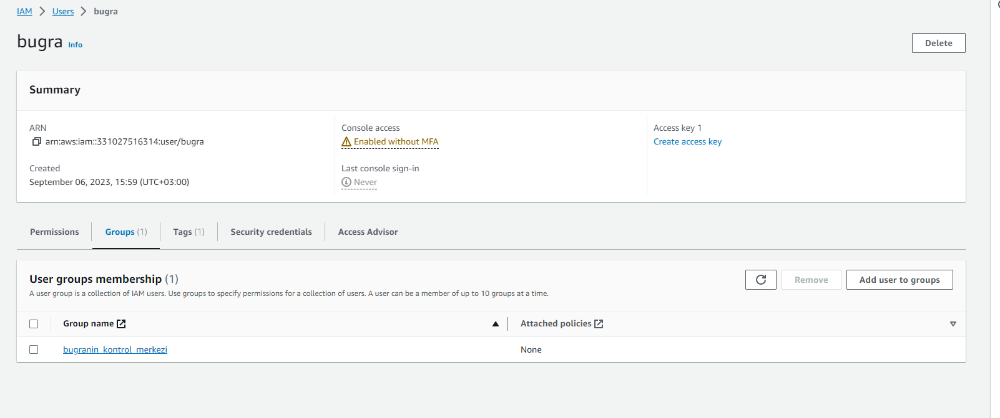 IAM > Users > bugra
bugra Info
Delete
Summary
ARN
arn:aws:iam::331027516314:user/bugra
Created
September 06, 2023, 15:59 (UTC+03:00)
Console access
Enabled without MFA
Last console sign-in
Never
Access key 1
Create access key
Permissions Groups (1) Tags (1) Security credentials Access Advisor
User groups membership (1)
A user group is a collection of IAM users. Use groups to specify permissions for a collection of users. A user can be a member of up to 10 groups at a time.
Remove Add user to groups
Group name Attached policies
bugranin_kontrol_merkezi None